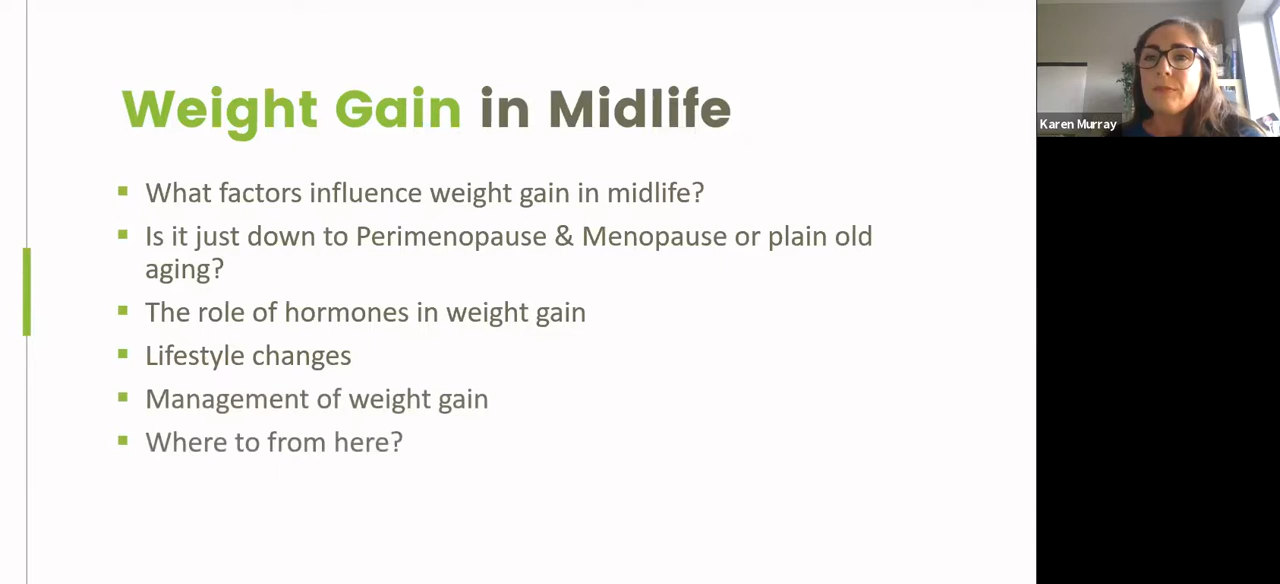 Weight Gain in Midlife
What factors influence weight gain in midlife?
Is it just down to Perimenopause & Menopause or plain old
aging?
The role of hormones in weight gain
Lifestyle changes
Management of weight gain
Where to from here?
Karen Murray